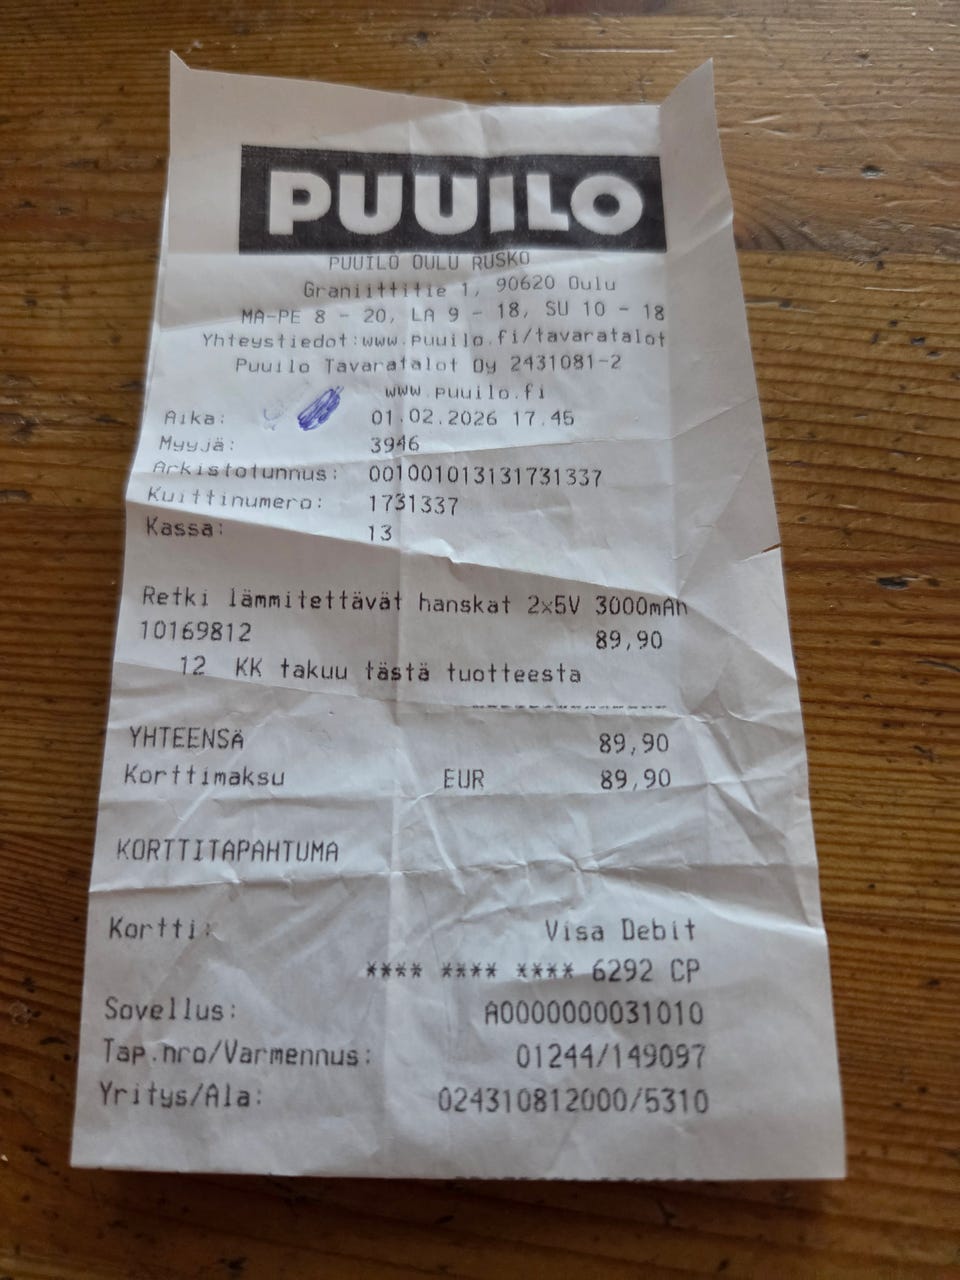 PUUILO
PUUILO OULU RUSKO
Graniittitie 1, 90620 Oulu
MA-PE 8 - 20, LA 9 - 18, SU 10 - 18
Yhteystiedot:www.puuilo.fi/tavaratalot
Puuilo Tavaratalot Oy 2431081-2
www.puuilo.fi
Aika: 01.02.2026 17.45
Myyjä: 3946
Arkistotunnus: 001001013131731337
Kuittinumero: 1731337
Kassa: 13
Retki lämmitettävät hanskat 2x5V 3000mAh
10169812 89,90
12 KK takuu tästä tuotteesta
YHTEENSÄ 89,90
Korttimaksu EUR 89,90
KORTTITAPAHTUMA
Kortti: Visa Debit
**** **** **** 6292 CP
Sovellus: A0000000031010
Tap.nro/Varmennus: 01244/149097
Yritys/Ala: 024310812000/5310